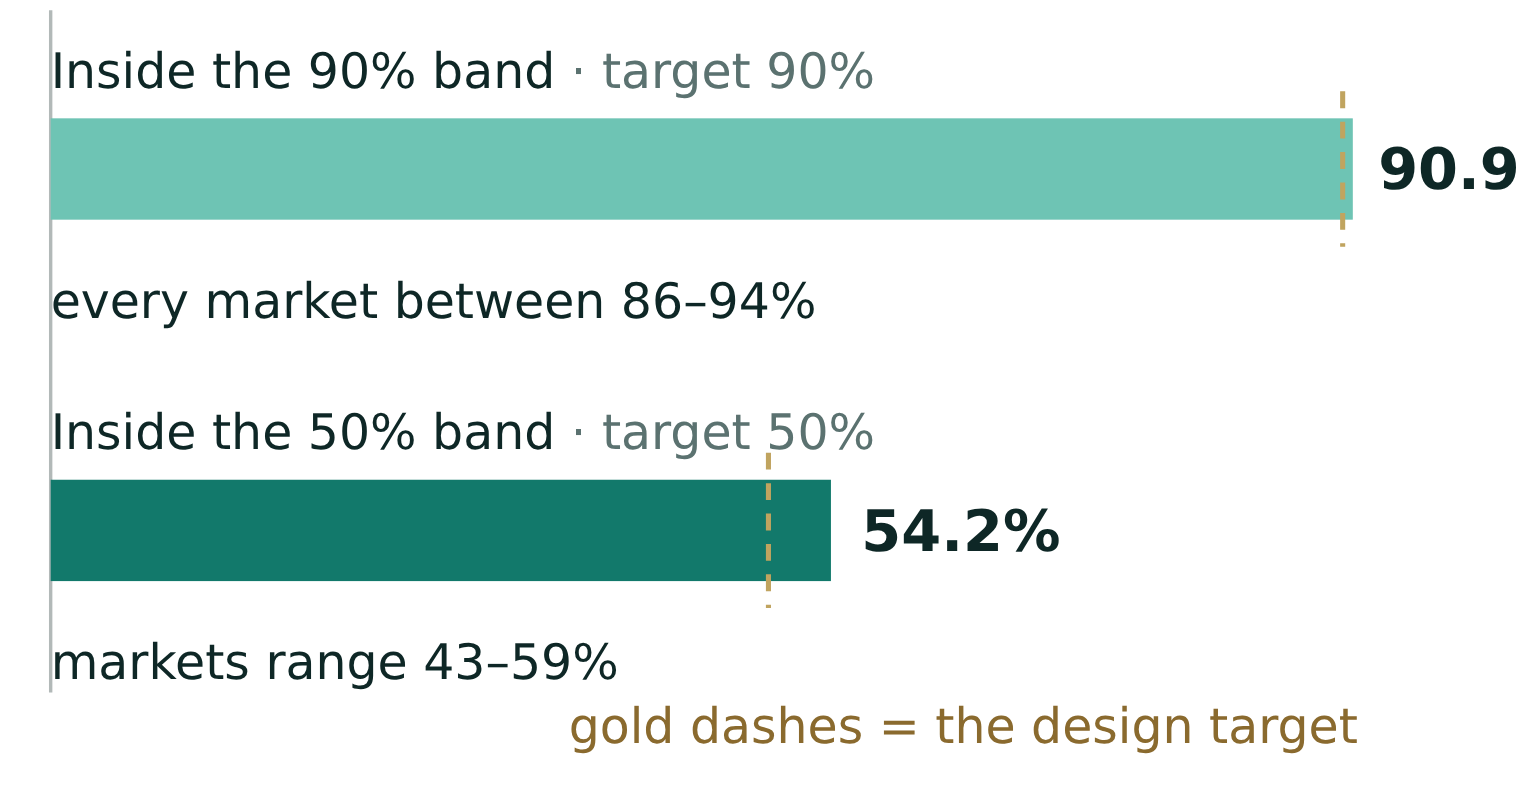 Inside the 90% band · target 90%
90.9
every market between 86–94%
Inside the 50% band · target 50%
54.2%
markets range 43–59%
gold dashes = the design target